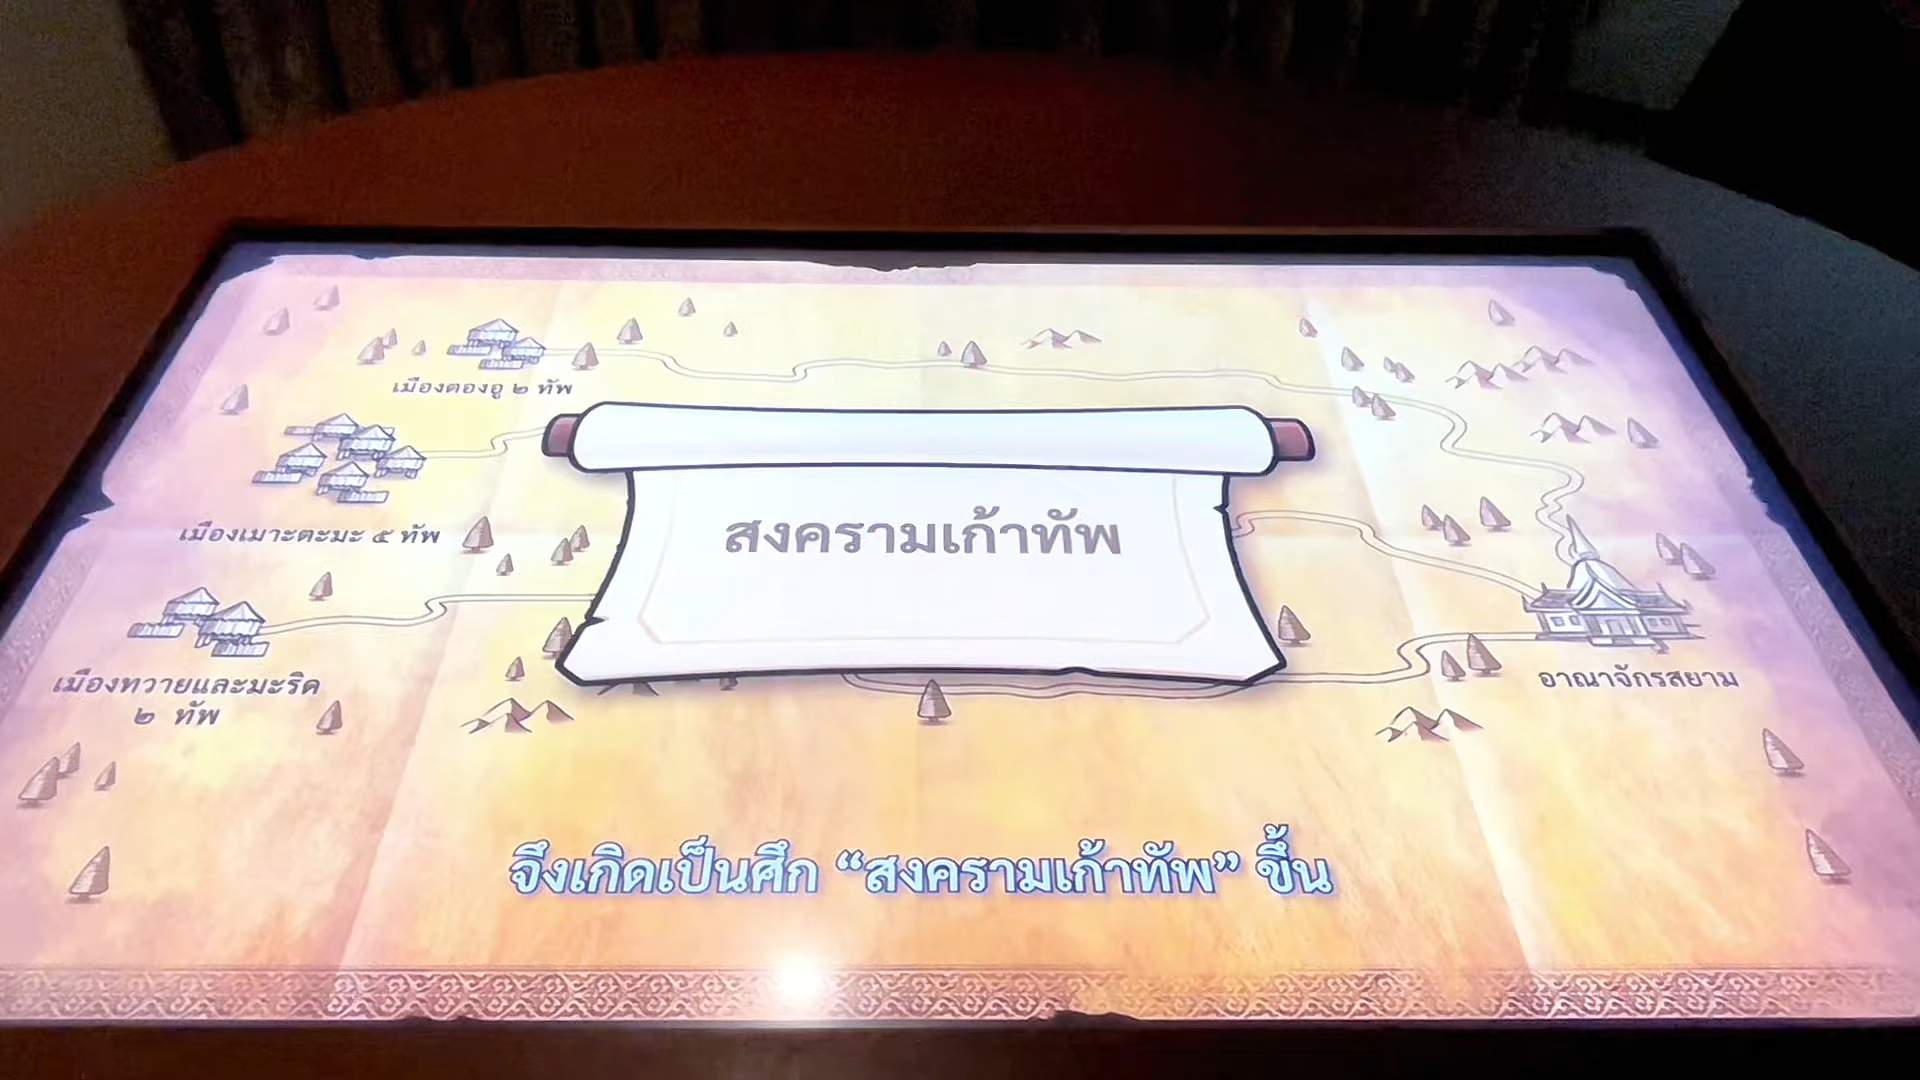 เมืองตองอู ๒ ทัพ
เมืองเมาะตะมะ ๕ ทัพ
สงครามเก้าทัพ
เมืองทวายและมะริด
๒ ทัพ
อาณาจักรสยาม
จึงเกิดเป็นศึก “สงครามเก้าทัพ” ขึ้น